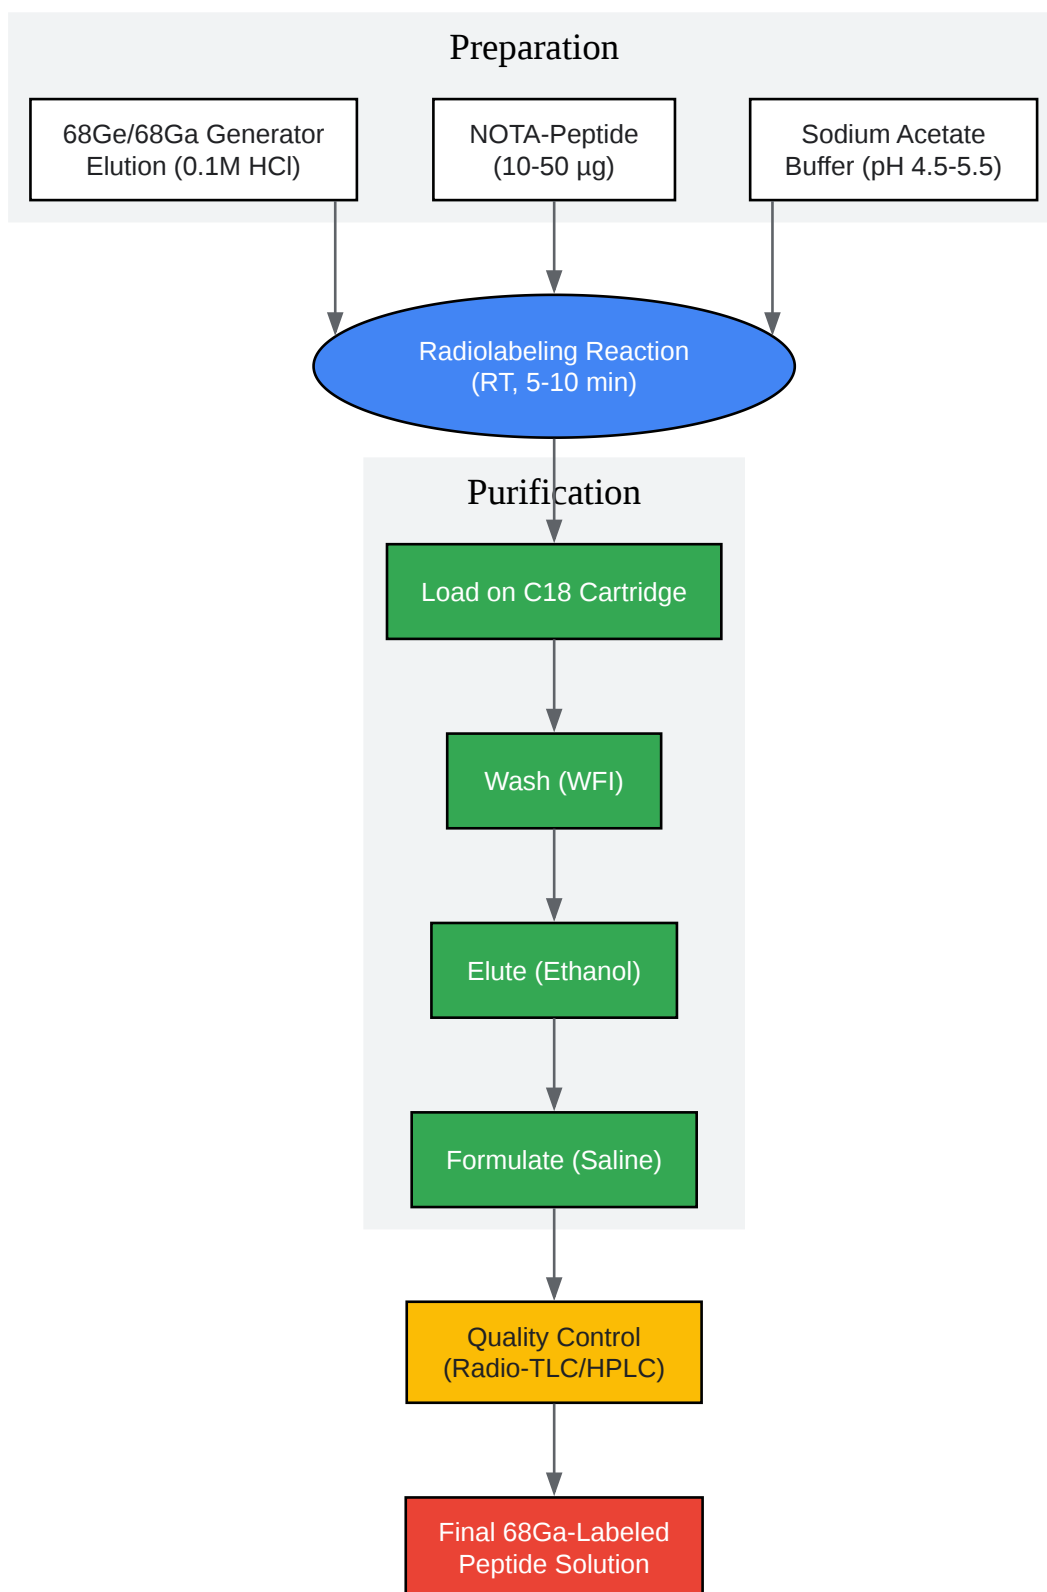 Preparation
68Ge/68Ga Generator
Elution (0.1M HCl)
NOTA-Peptide
(10-50 µg)
Sodium Acetate
Buffer (pH 4.5-5.5)
Radiolabeling Reaction
(RT, 5-10 min)
Purification
Load on C18 Cartridge
Wash (WFI)
Elute (Ethanol)
Formulate (Saline)
Quality Control
(Radio-TLC/HPLC)
Final 68Ga-Labeled
Peptide Solution